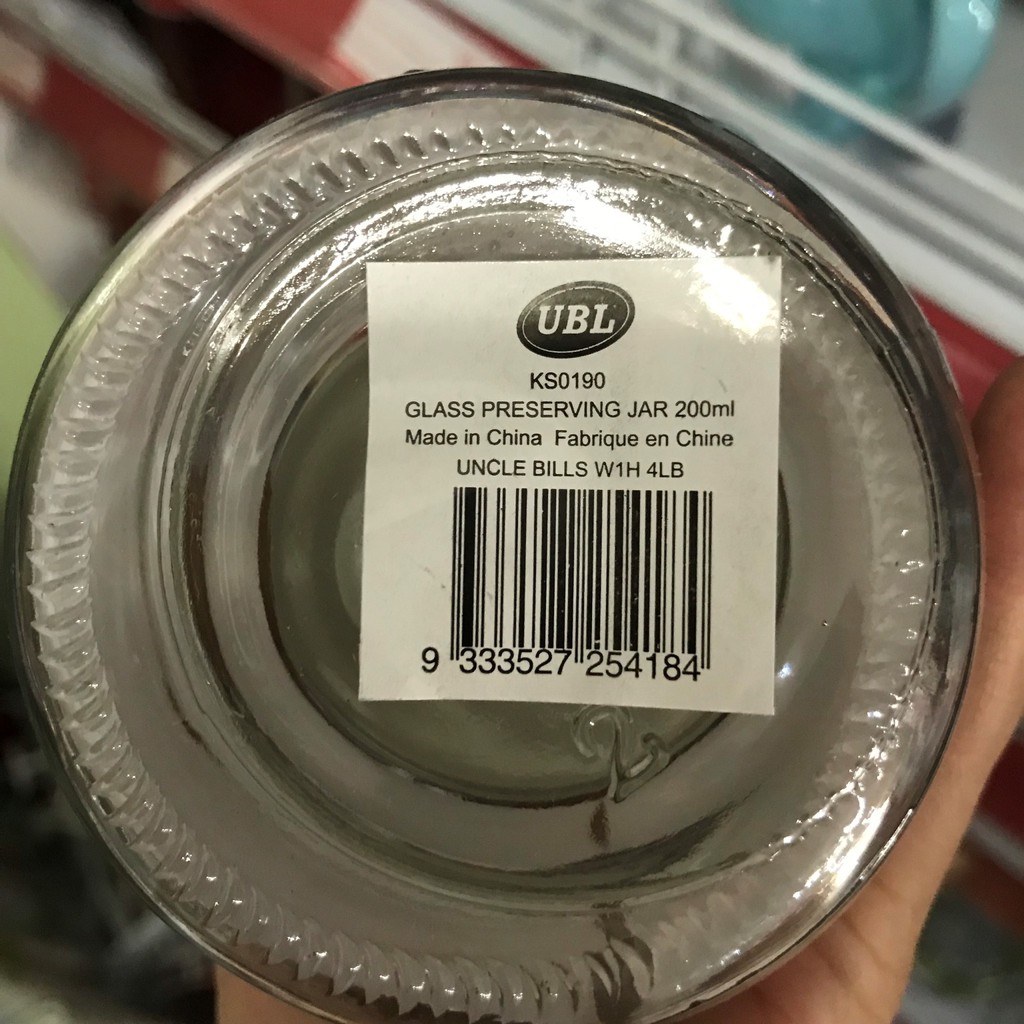 UBL
KS0190
GLASS PRESERVING JAR 200ml
Made in China Fabrique en Chine
UNCLE BILLS W1H 4LB
9 333527 254184